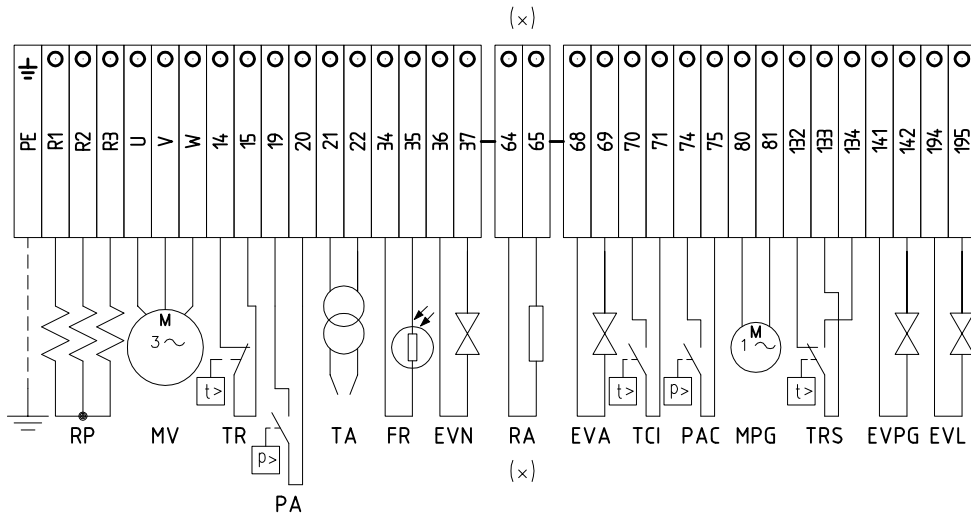 (×)
PE R1 R2 R3 U V W 14 15 19 20 21 22 34 35 36 37 64 65 68 69 70 71 74 75 80 81 132 133 134 141 142 194 195
M
3~
M
1~
t>
t>
p>
t>
p>
RP MV TR TA FR EVN RA EVA TCI PAC MPG TRS EVPG EVL
(×)
PA